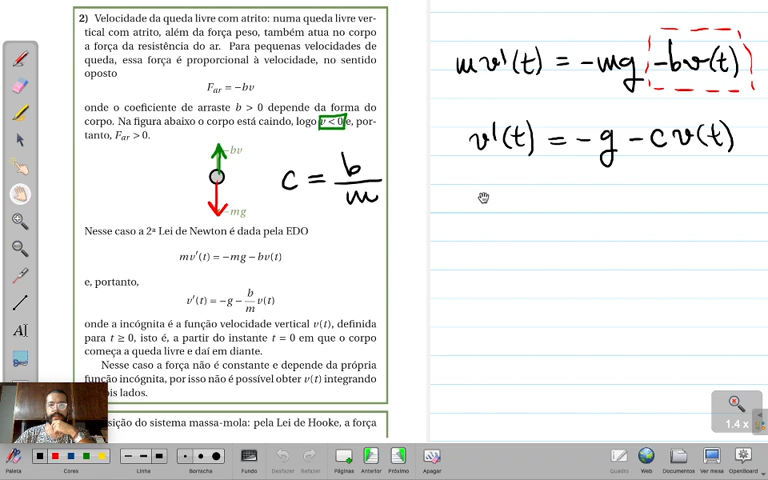 2) Velocidade da queda livre com atrito: numa queda livre ver-
tical com atrito, além da força peso, também atua no corpo
a força da resistência do ar. Para pequenas velocidades de
queda, essa força é proporcional à velocidade, no sentido
oposto
F_ar = −bv
onde o coeficiente de arraste b > 0 depende da forma do
corpo. Na figura abaixo o corpo está caindo, logo v < 0 e, por-
tanto, F_ar > 0.
−bv
−mg
c = b/m
Nesse caso a 2ª Lei de Newton é dada pela EDO
mv′(t) = −mg − bv(t)
e, portanto,
v′(t) = −g − b/m v(t)
onde a incógnita é a função velocidade vertical v(t), definida
para t ≥ 0, isto é, a partir do instante t = 0 em que o corpo
começa a queda livre e daí em diante.
Nesse caso a força não é constante e depende da própria
função incógnita, por isso não é possível obter v(t) integrando
is lados.
sição do sistema massa-mola: pela Lei de Hooke, a força
mv'(t) = −mg −bv(t)
v'(t) = −g − cv(t)
1.4 x
Paleta
Cores
Linha
Borracha
Fundo
Desfazer
Refazer
Páginas
Anterior
Próximo
Apagar
Quadro
Web
Documentos
Ver mesa
OpenBoard